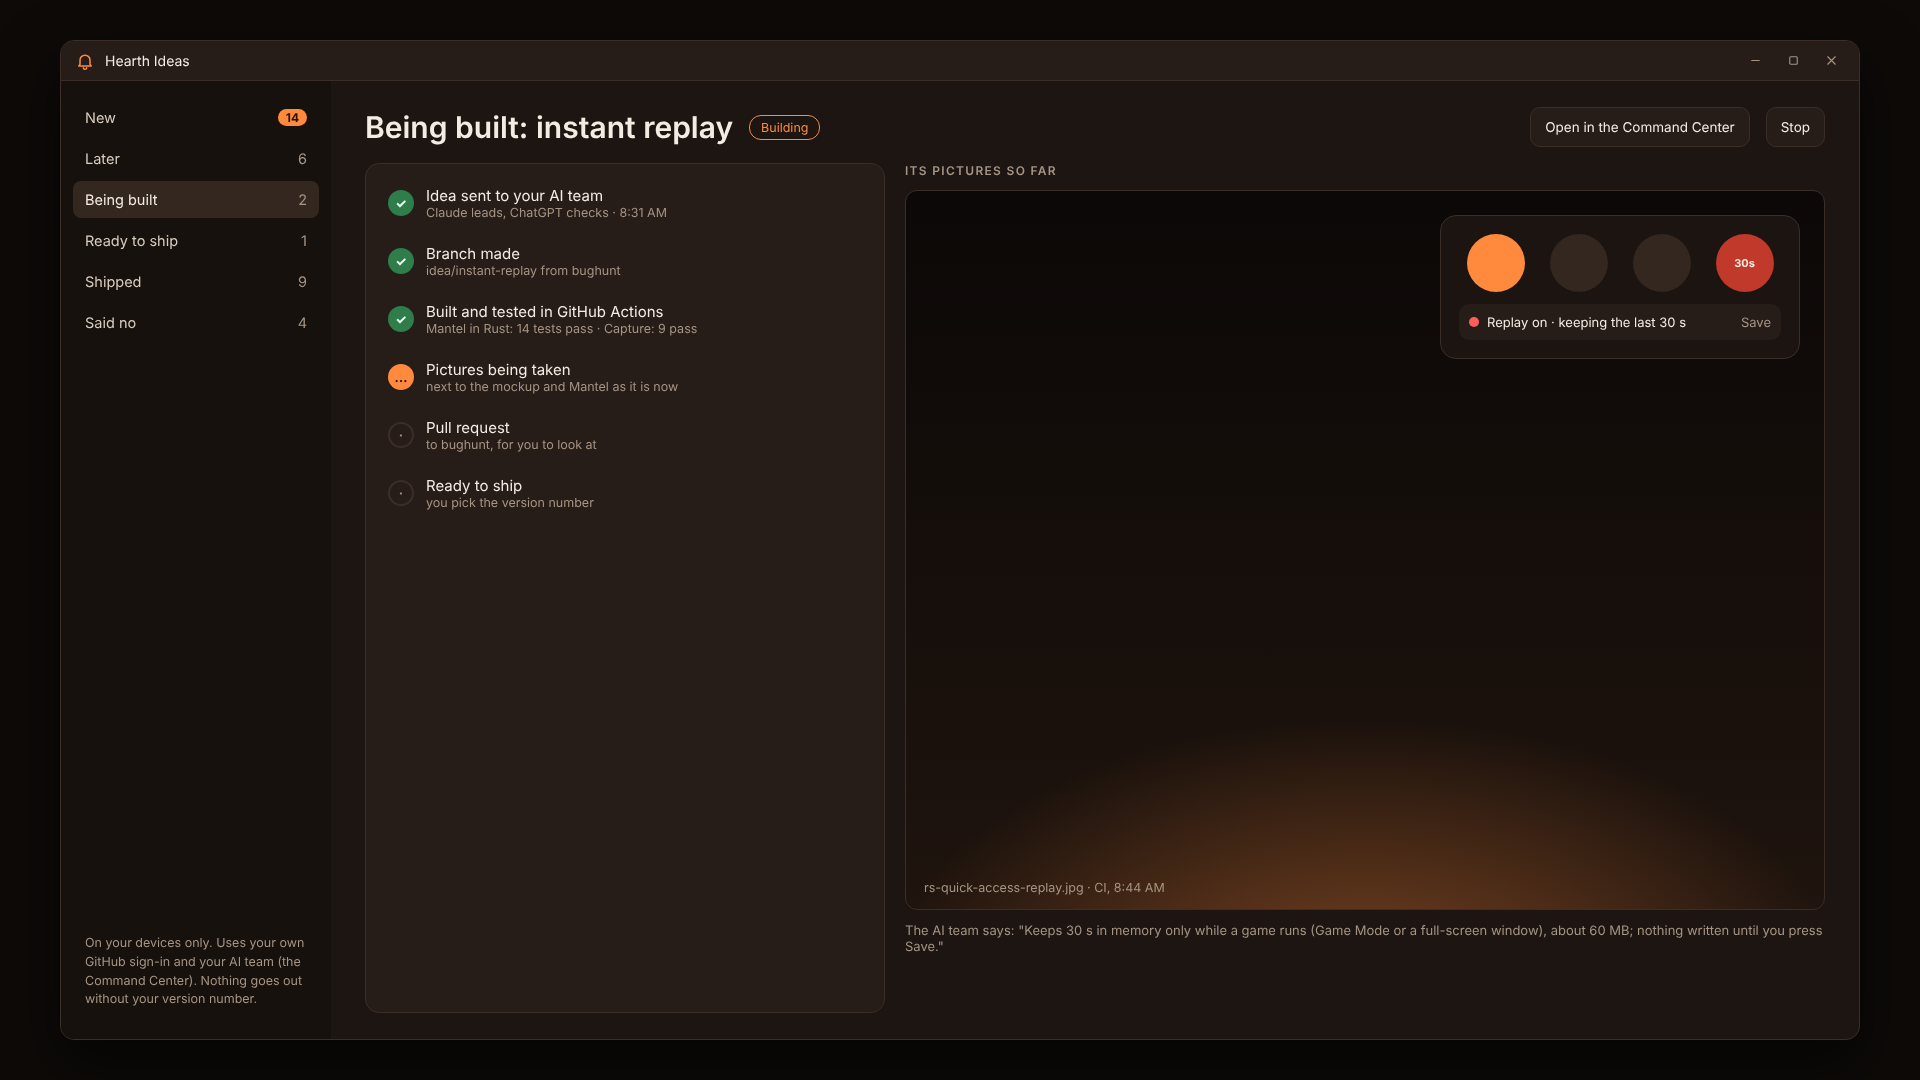 Hearth Ideas
New 14
Later 6
Being built 2
Ready to ship 1
Shipped 9
Said no 4
On your devices only. Uses your own
GitHub sign-in and your AI team (the
Command Center). Nothing goes out
without your version number.
Being built: instant replay
Building
Open in the Command Center
Stop
Idea sent to your AI team
Claude leads, ChatGPT checks · 8:31 AM
Branch made
idea/instant-replay from bughunt
Built and tested in GitHub Actions
Mantel in Rust: 14 tests pass · Capture: 9 pass
Pictures being taken
next to the mockup and Mantel as it is now
Pull request
to bughunt, for you to look at
Ready to ship
you pick the version number
ITS PICTURES SO FAR
30s
Replay on · keeping the last 30 s
Save
rs-quick-access-replay.jpg · CI, 8:44 AM
The AI team says: "Keeps 30 s in memory only while a game runs (Game Mode or a full-screen window), about 60 MB; nothing written until you press
Save."